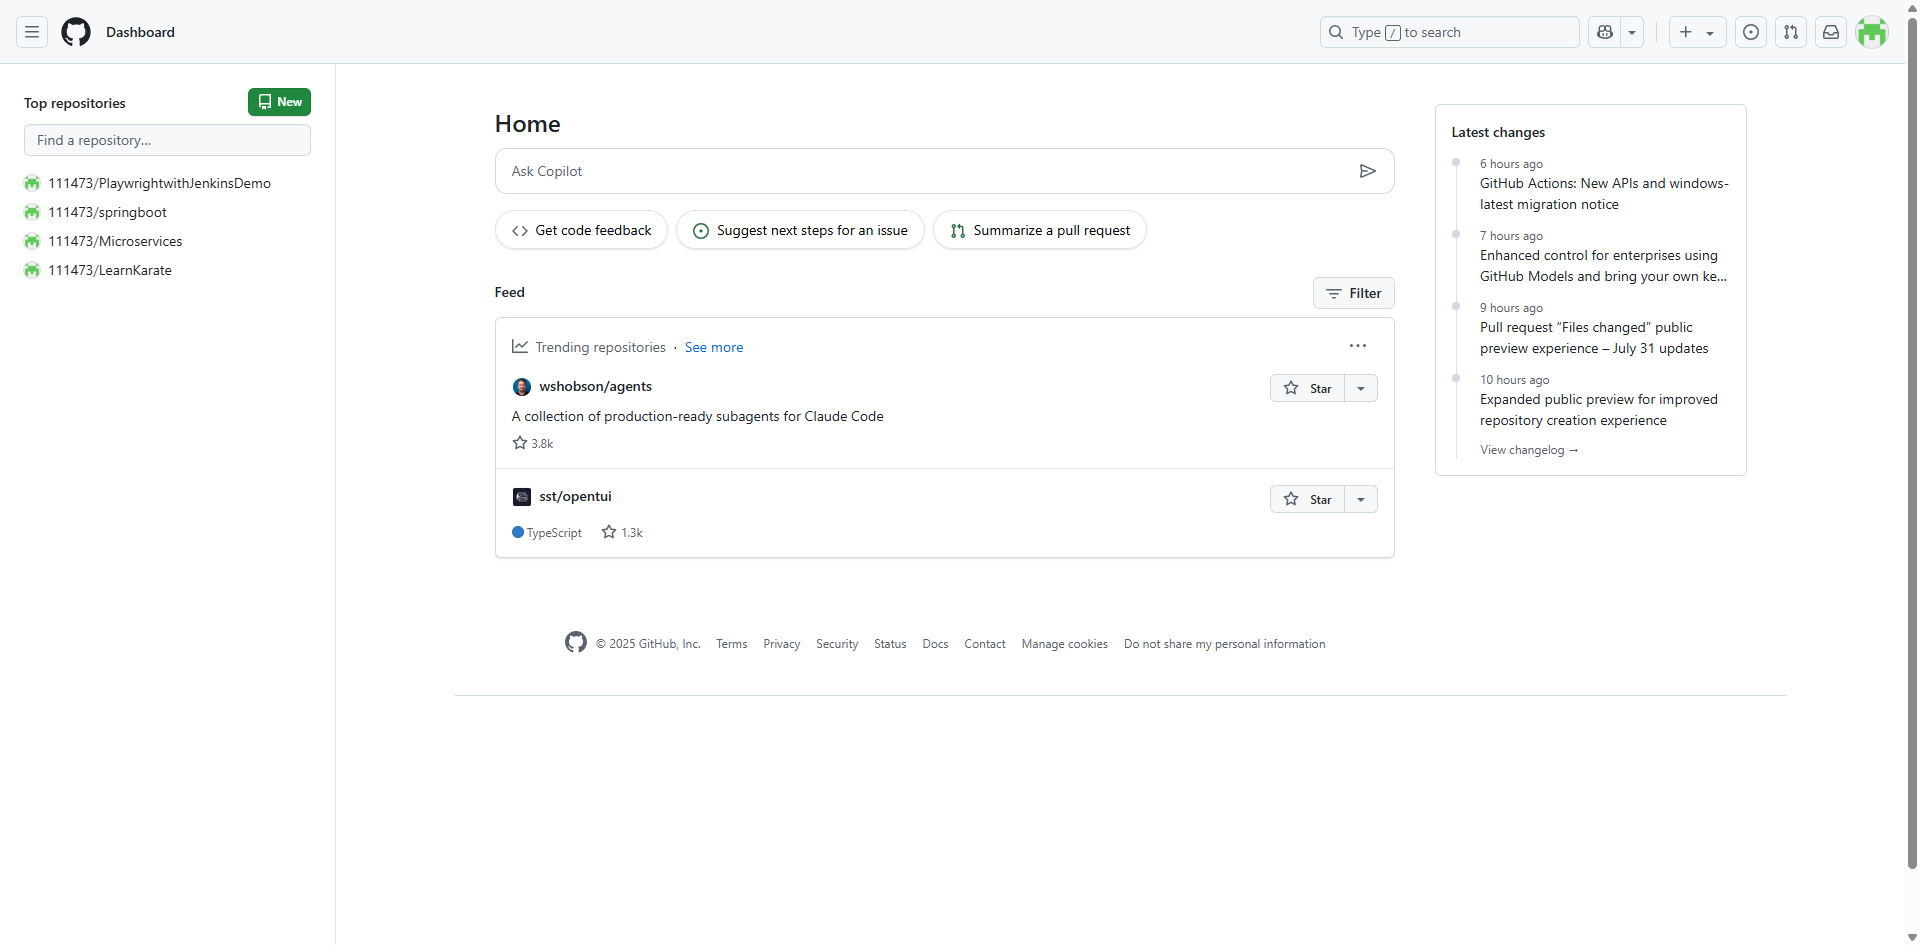 Dashboard
Type / to search
Top repositories
New
Find a repository...
111473/PlaywrightwithJenkinsDemo
111473/springboot
111473/Microservices
111473/LearnKarate
Home
Ask Copilot
Get code feedback
Suggest next steps for an issue
Summarize a pull request
Feed
Filter
Trending repositories · See more
wshobson/agents
Star
A collection of production-ready subagents for Claude Code
3.8k
sst/opentui
Star
TypeScript
1.3k
Latest changes
6 hours ago
GitHub Actions: New APIs and windows-
latest migration notice
7 hours ago
Enhanced control for enterprises using
GitHub Models and bring your own ke...
9 hours ago
Pull request “Files changed” public
preview experience – July 31 updates
10 hours ago
Expanded public preview for improved
repository creation experience
View changelog →
© 2025 GitHub, Inc.
Terms
Privacy
Security
Status
Docs
Contact
Manage cookies
Do not share my personal information